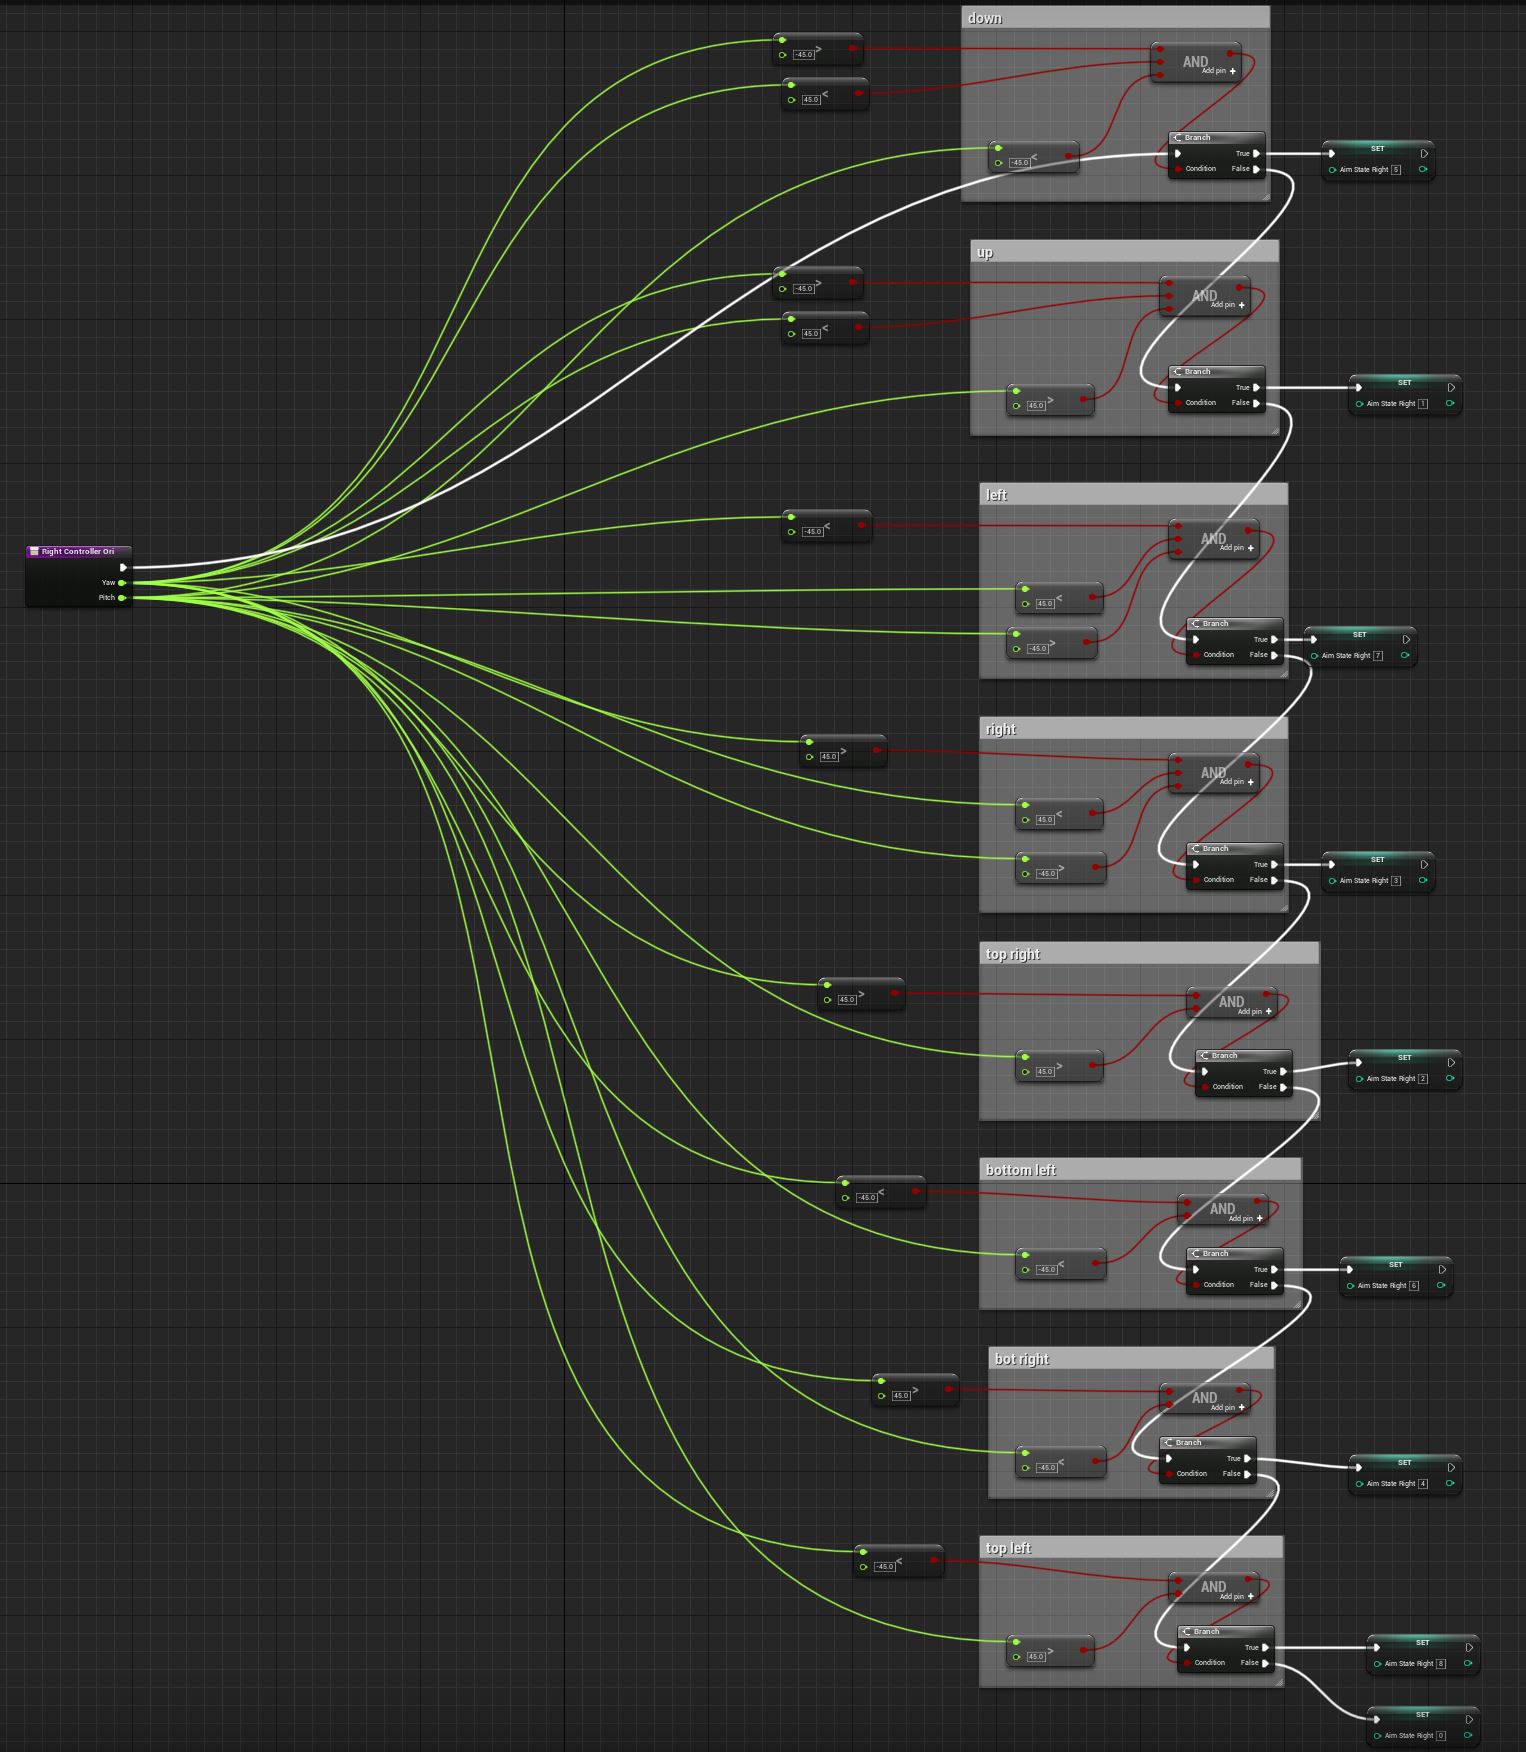 down
-45.0 >
45.0 <
AND
Add pin +
-45.0 <
Branch
True
Condition False
SET
Aim State Right 5
up
-45.0 >
45.0 <
AND
Add pin +
45.0 >
Branch
True
Condition False
SET
Aim State Right 1
left
-45.0 <
AND
Add pin +
45.0 <
-45.0 >
Branch
True
Condition False
SET
Aim State Right 7
Right Controller Ori
Yaw
Pitch
right
45.0 >
AND
Add pin +
45.0 <
-45.0 >
Branch
True
Condition False
SET
Aim State Right 3
top right
45.0 >
AND
Add pin +
45.0 >
Branch
True
Condition False
SET
Aim State Right 2
bottom left
-45.0 <
AND
Add pin +
-45.0 <
Branch
True
Condition False
SET
Aim State Right 6
bot right
45.0 >
AND
Add pin +
-45.0 <
Branch
True
Condition False
SET
Aim State Right 4
top left
-45.0 <
AND
Add pin +
45.0 >
Branch
True
Condition False
SET
Aim State Right 8
SET
Aim State Right 0